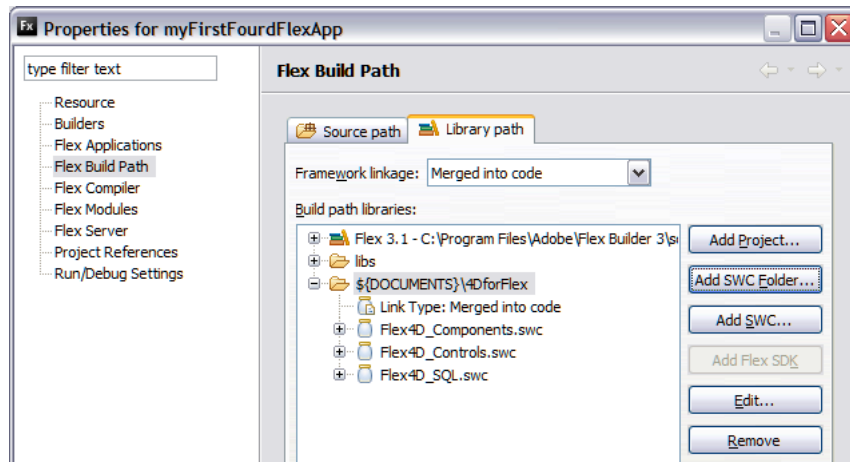 Fx Properties for myFirstFourdFlexApp
type filter text
Resource
Builders
Flex Applications
Flex Build Path
Flex Compiler
Flex Modules
Flex Server
Project References
Run/Debug Settings
Flex Build Path
Source path
Library path
Framework linkage: Merged into code
Build path libraries:
Flex 3.1 - C:\Program Files\Adobe\Flex Builder 3\
libs
${DOCUMENTS}\4DforFlex
Link Type: Merged into code
Flex4D_Components.swc
Flex4D_Controls.swc
Flex4D_SQL.swc
Add Project...
Add SWC Folder...
Add SWC...
Add Flex SDK
Edit...
Remove